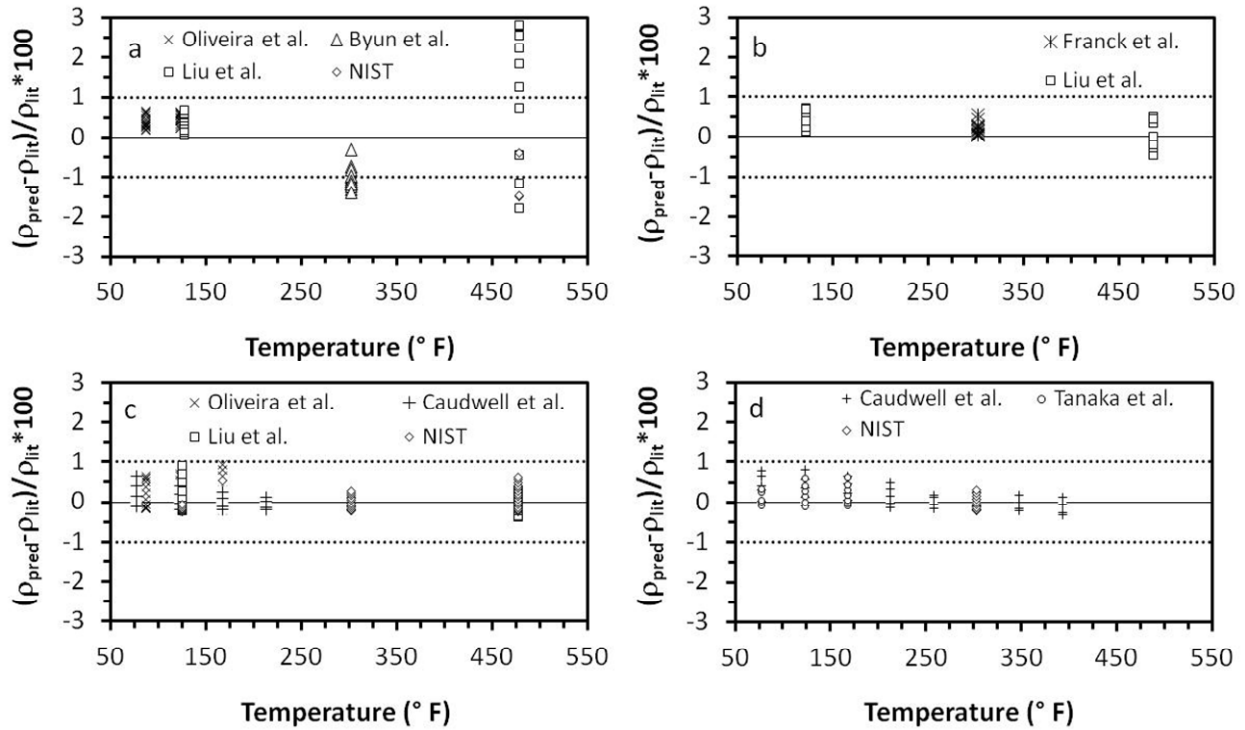 a
× Oliveira et al. △ Byun et al.
□ Liu et al. ◇ NIST
(ρpred-ρlit)/ρlit*100
3
2
1
0
-1
-2
-3
50 150 250 350 450 550
Temperature (° F)
b
Franck et al.
□ Liu et al.
(ρpred-ρlit)/ρlit*100
3
2
1
0
-1
-2
-3
50 150 250 350 450 550
Temperature (° F)
c
× Oliveira et al. + Caudwell et al.
□ Liu et al. ◇ NIST
(ρpred-ρlit)/ρlit*100
3
2
1
0
-1
-2
-3
50 150 250 350 450 550
Temperature (° F)
d
+ Caudwell et al. ○ Tanaka et al.
◇ NIST
(ρpred-ρlit)/ρlit*100
3
2
1
0
-1
-2
-3
50 150 250 350 450 550
Temperature (° F)